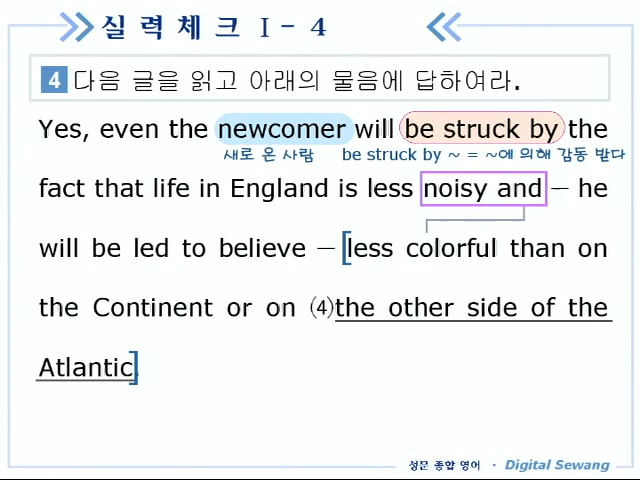 실력체크 I - 4
4 다음 글을 읽고 아래의 물음에 답하여라.
Yes, even the newcomer will be struck by the
새로 온 사람 be struck by ~ = ~에 의해 감동 받다
fact that life in England is less noisy and – he
will be led to believe – [less colorful than on
the Continent or on ⑷the other side of the
Atlantic]
성문 종합 영어 · Digital Sewang